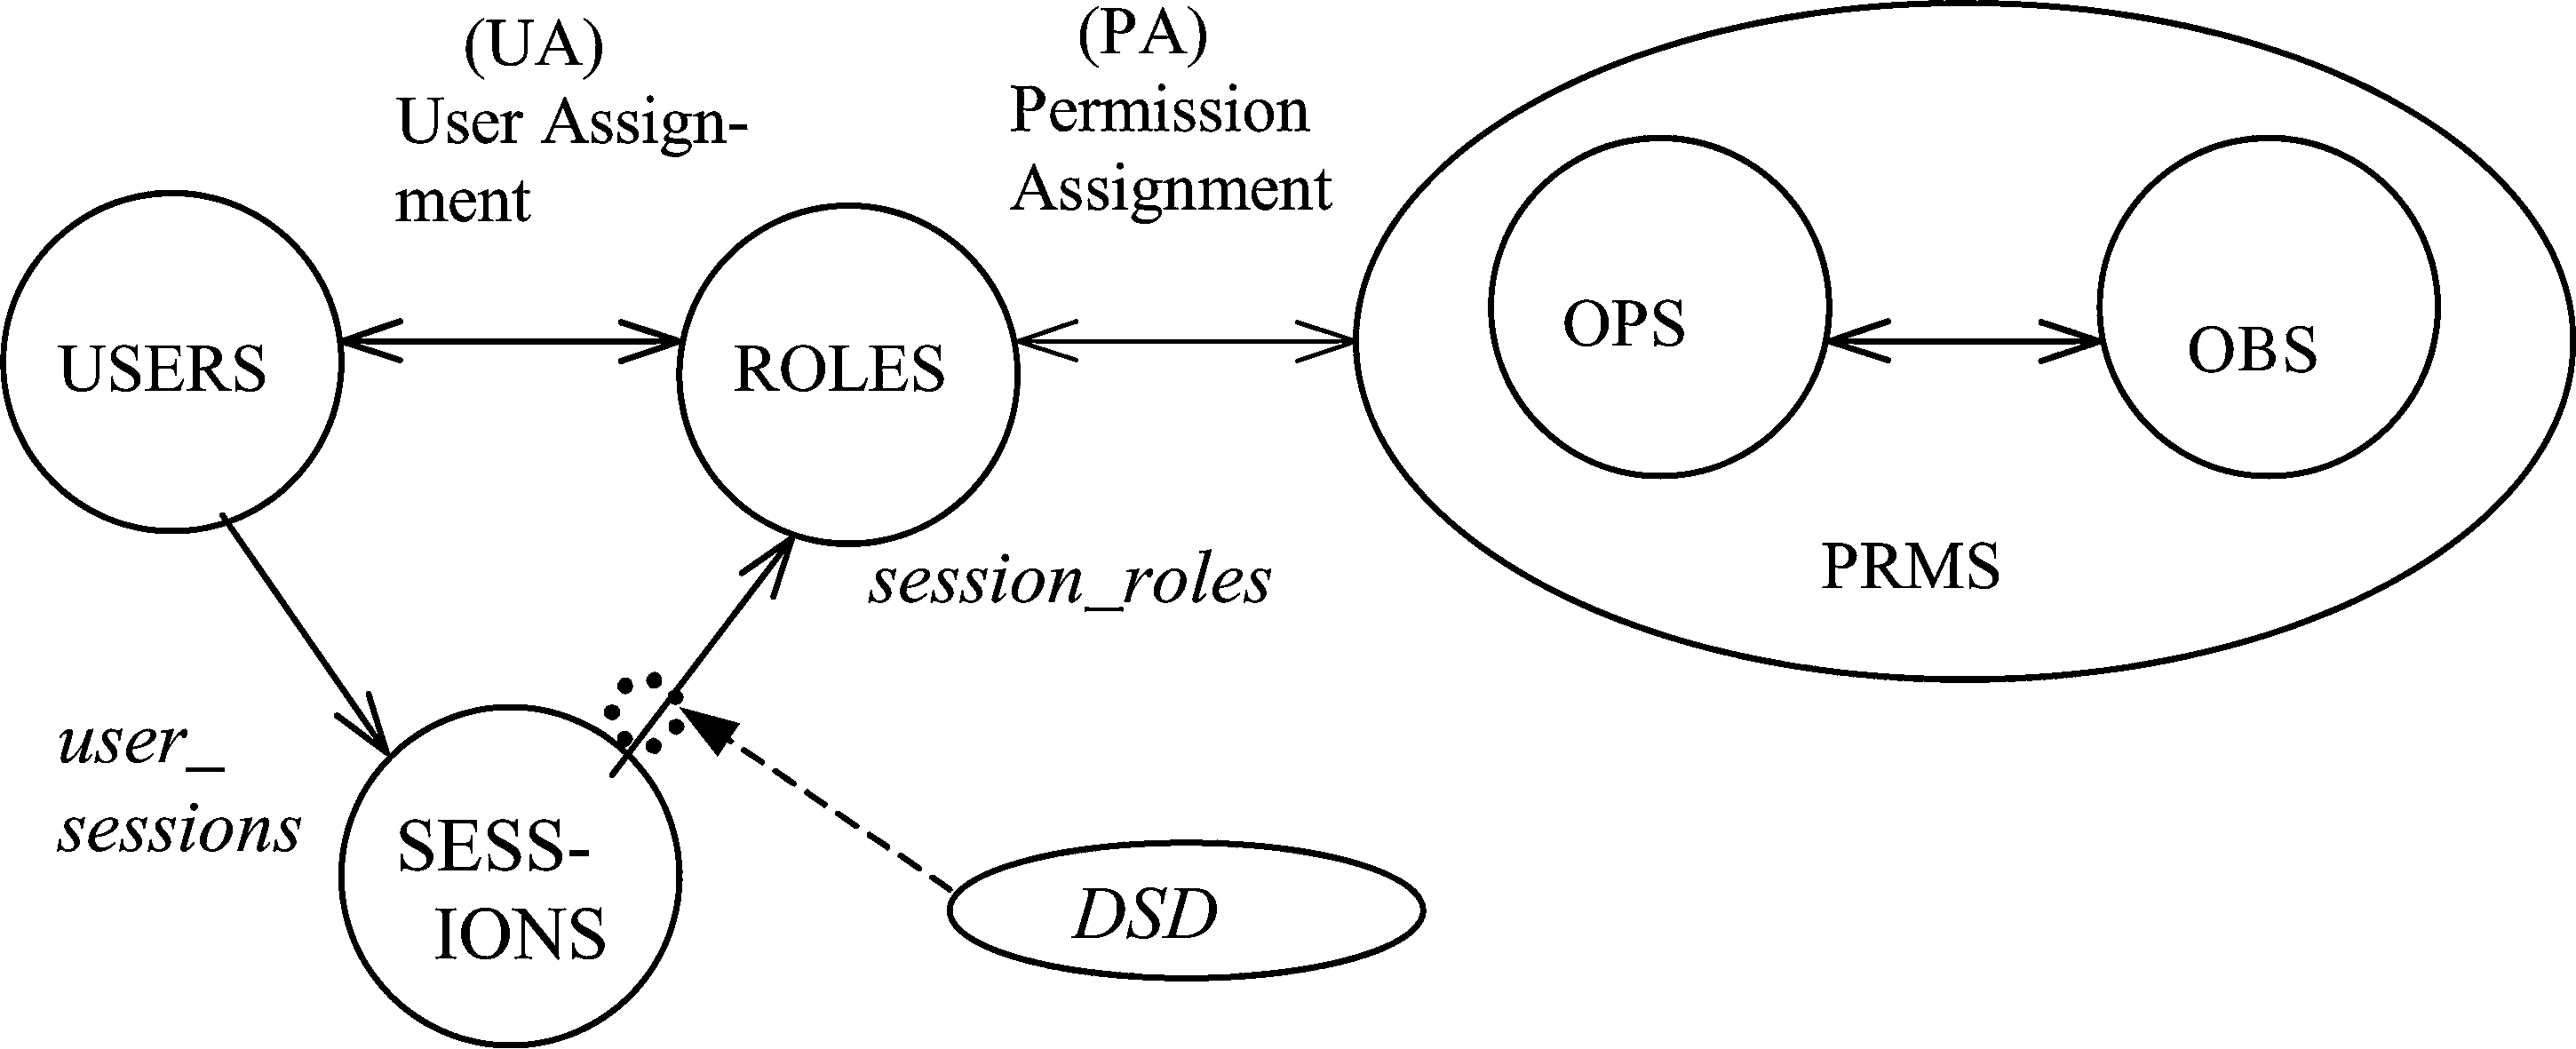 (UA)
User Assign-
ment
(PA)
Permission
Assignment
USERS
ROLES
OPS
OBS
PRMS
session_roles
user_
sessions
SESS-
IONS
DSD